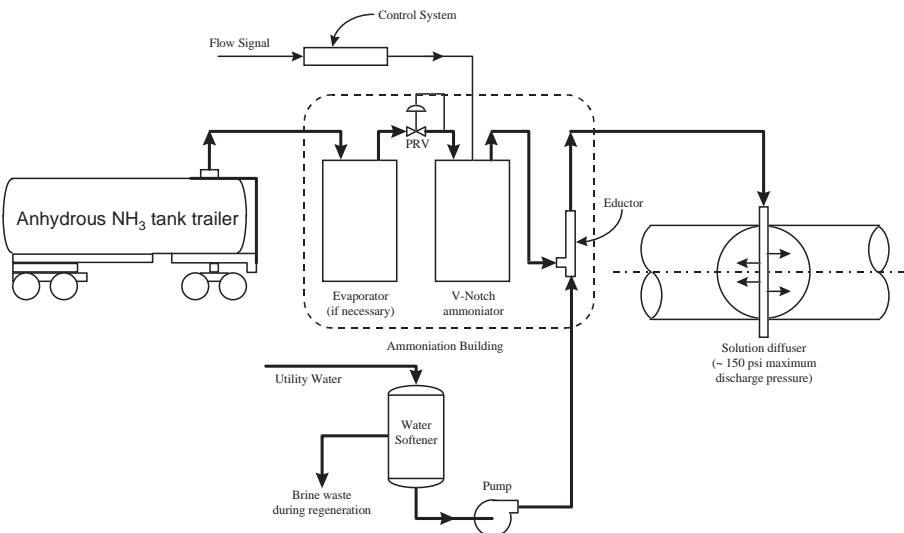 Control System
Flow Signal
PRV
Anhydrous NH₃ tank trailer
Eductor
Evaporator
(if necessary)
V-Notch
ammoniator
Ammoniation Building
Solution diffuser
(~ 150 psi maximum
discharge pressure)
Utility Water
Water
Softener
Pump
Brine waste
during regeneration